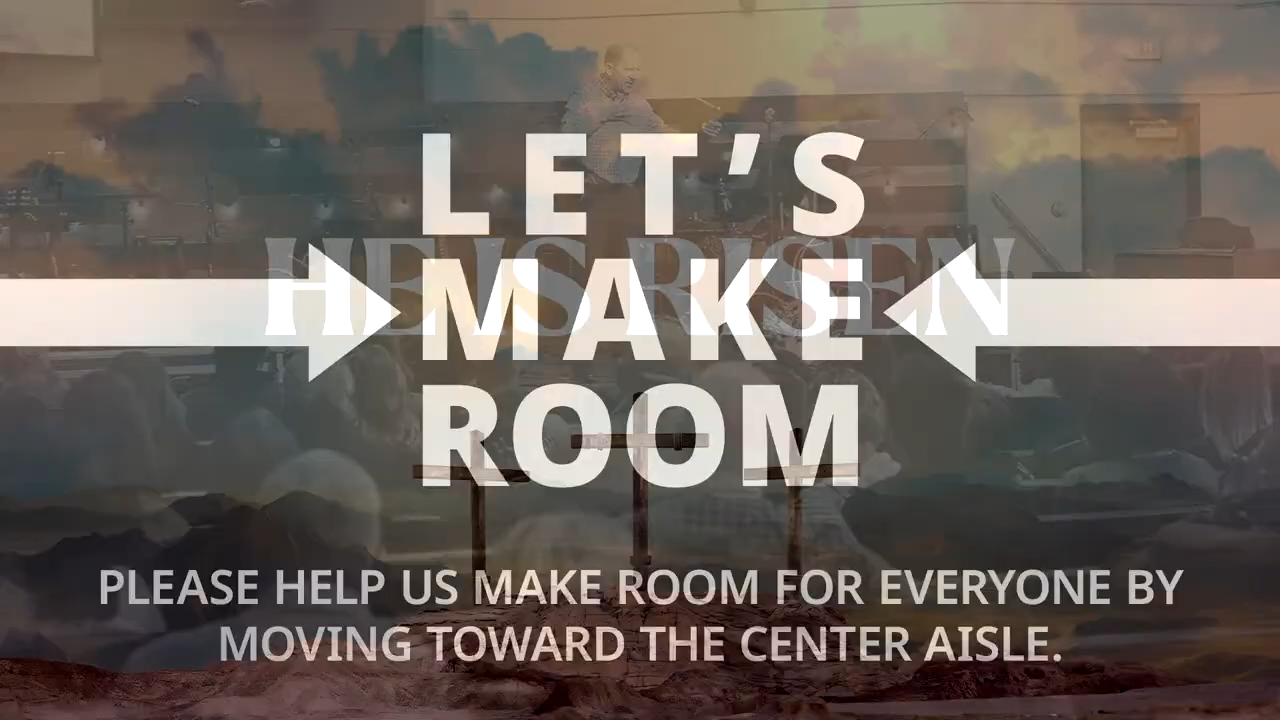 LET'S
HE IS RISEN
MAKE
ROOM
PLEASE HELP US MAKE ROOM FOR EVERYONE BY
MOVING TOWARD THE CENTER AISLE.